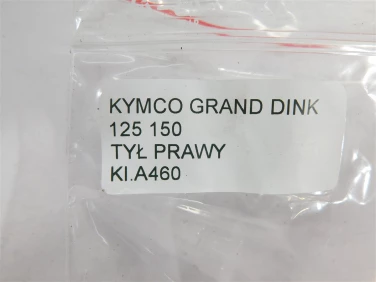 KYMCO GRAND DINK
125 150
TYŁ PRAWY
KI.A460